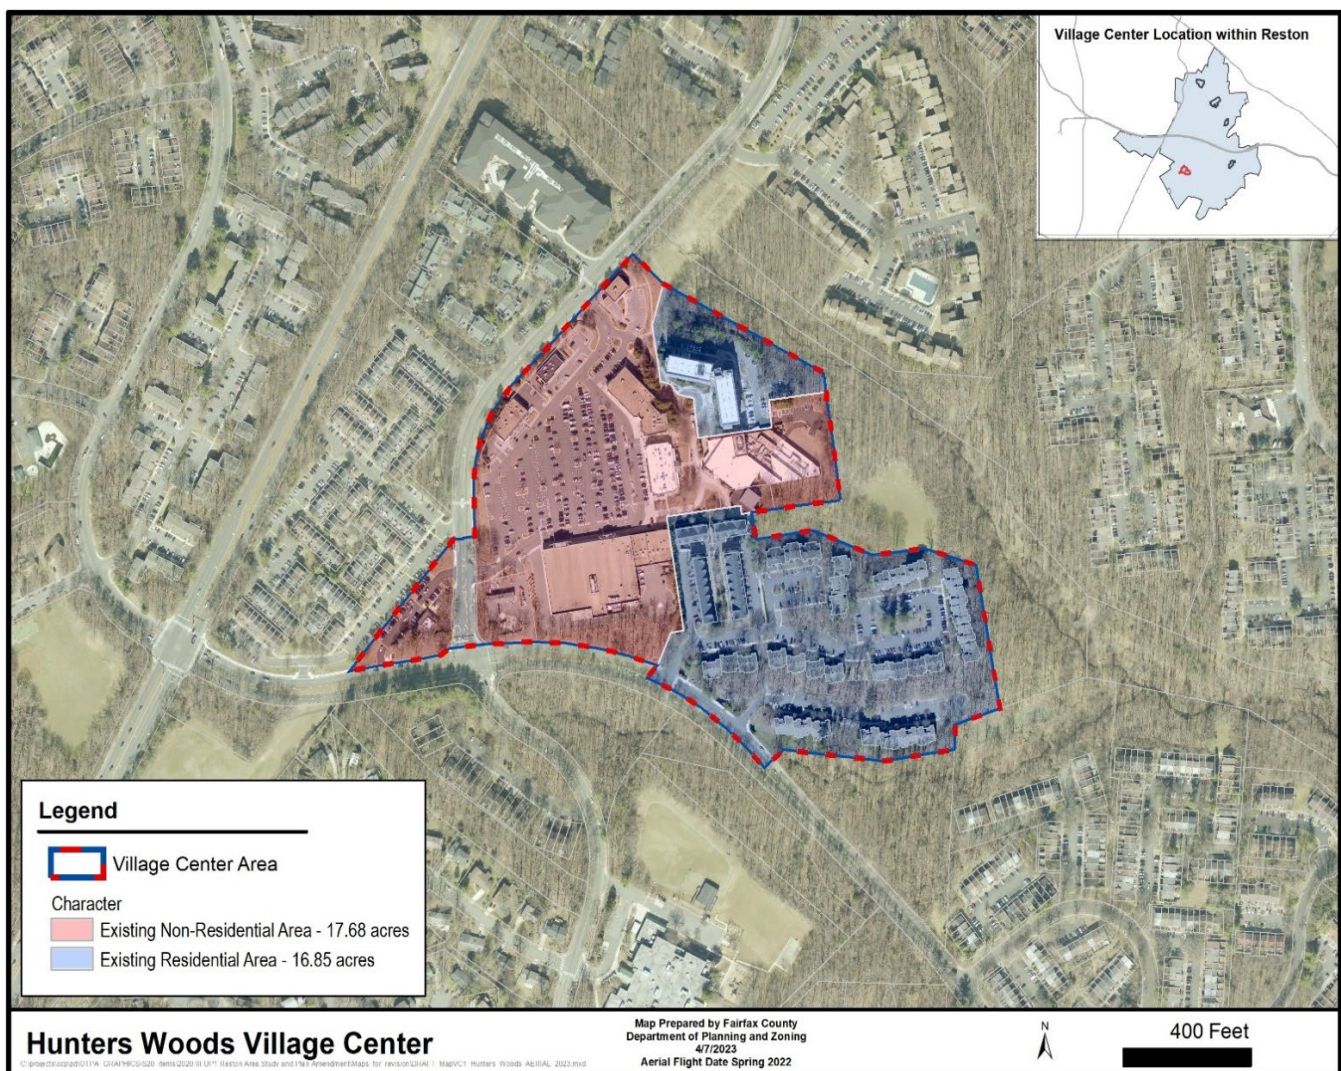 Village Center Location within Reston
Legend
Village Center Area
Character
Existing Non-Residential Area - 17.68 acres
Existing Residential Area - 16.85 acres
Hunters Woods Village Center
Map Prepared by Fairfax County
Department of Planning and Zoning
4/7/2023
Aerial Flight Date Spring 2022
N
400 Feet